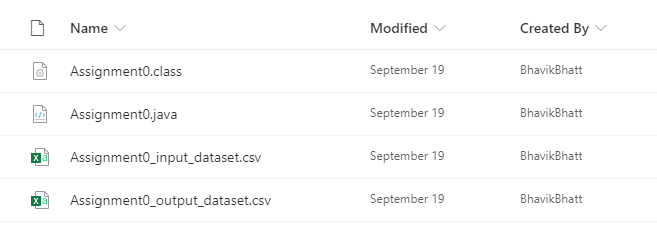 Name Modified Created By
Assignment0.class September 19 BhavikBhatt
Assignment0.java September 19 BhavikBhatt
Assignment0_input_dataset.csv September 19 BhavikBhatt
Assignment0_output_dataset.csv September 19 BhavikBhatt